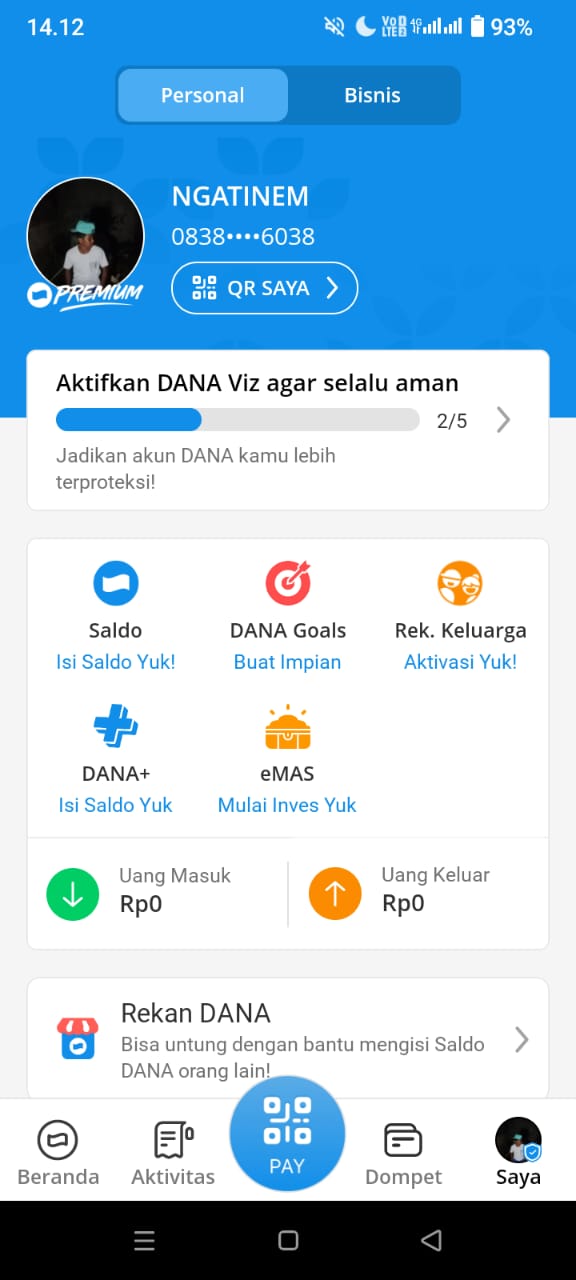 14.12
VoLTE 4G 93%
Personal
Bisnis
NGATINEM
0838••••6038
PREMIUM
QR SAYA
Aktifkan DANA Viz agar selalu aman
2/5
Jadikan akun DANA kamu lebih
terproteksi!
Saldo
DANA Goals
Rek. Keluarga
Isi Saldo Yuk!
Buat Impian
Aktivasi Yuk!
DANA+
eMAS
Isi Saldo Yuk
Mulai Inves Yuk
Uang Masuk
Rp0
Uang Keluar
Rp0
Rekan DANA
Bisa untung dengan bantu mengisi Saldo
DANA orang lain!
Beranda
Aktivitas
PAY
Dompet
Saya